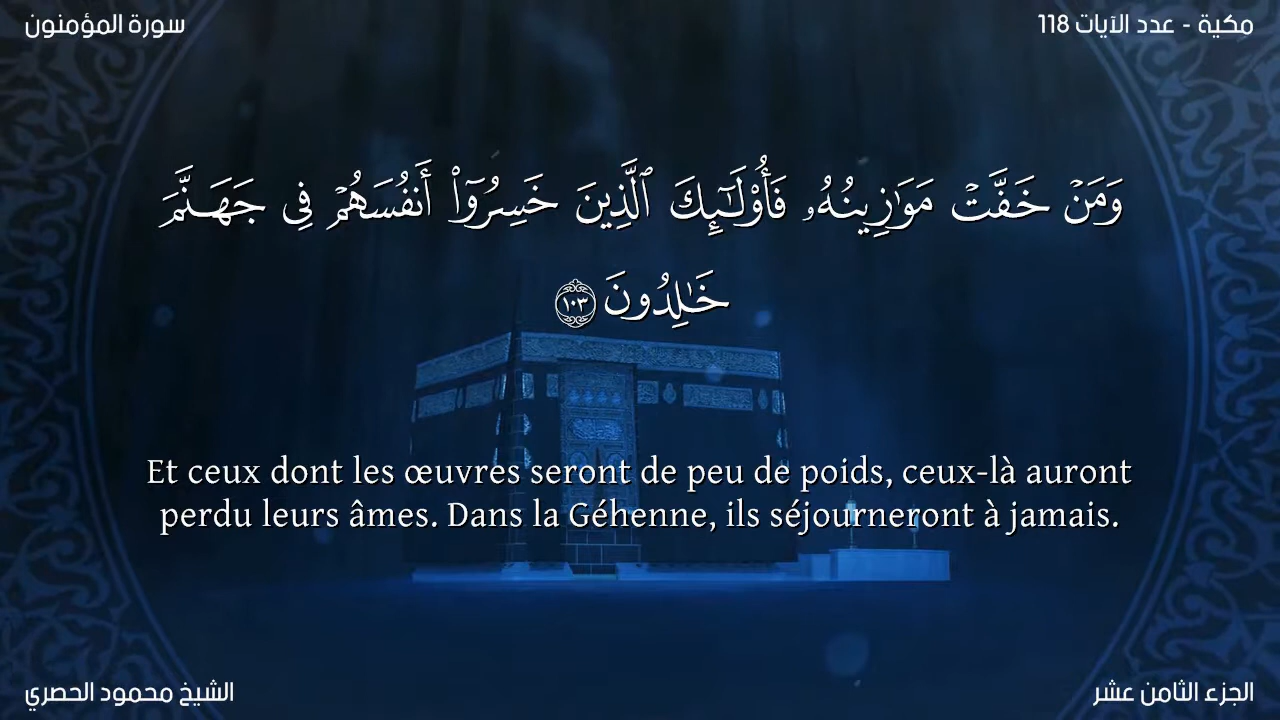 سورة المؤمنون
مكية - عدد الآيات 118
وَمَنْ خَفَّتْ مَوَٰزِينُهُۥ فَأُو۟لَـٰٓئِكَ ٱلَّذِينَ خَسِرُوٓا۟ أَنفُسَهُمْ فِى جَهَنَّمَ
خَـٰلِدُونَ ١٠٣
Et ceux dont les œuvres seront de peu de poids, ceux-là auront
perdu leurs âmes. Dans la Géhenne, ils séjourneront à jamais.
الشيخ محمود الحصري
الجزء الثامن عشر